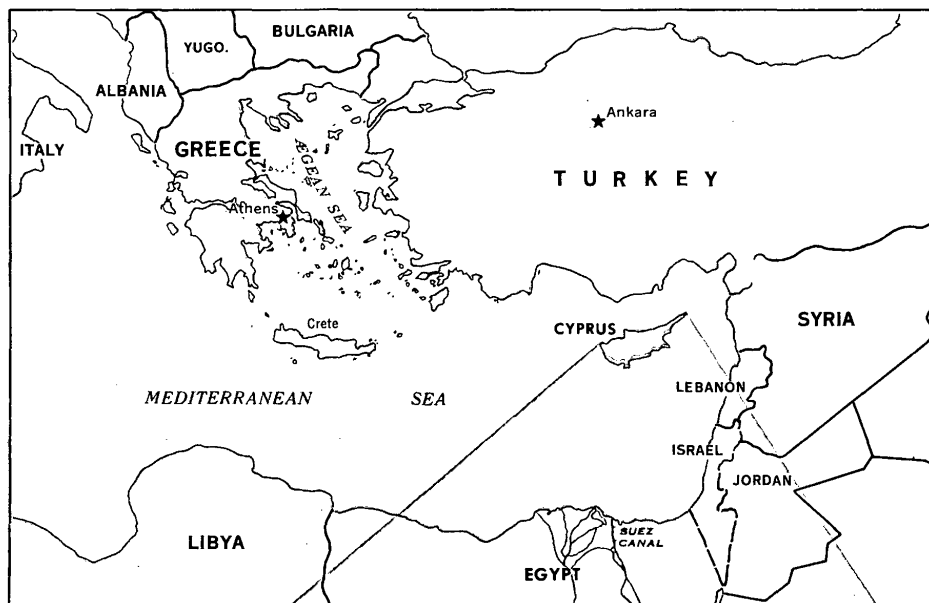 BULGARIA
YUGO.
ALBANIA
ITALY
GREECE
ÆGEAN SEA
Athens
Ankara
TURKEY
Crete
CYPRUS
SYRIA
MEDITERRANEAN SEA
LEBANON
ISRAEL
JORDAN
LIBYA
SUEZ
CANAL
EGYPT